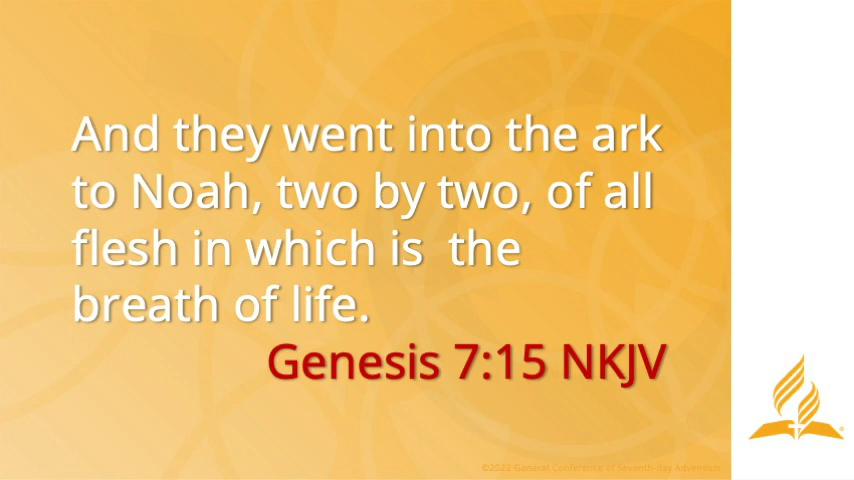 And they went into the ark
to Noah, two by two, of all
flesh in which is  the
breath of life.
Genesis 7:15 NKJV
©2022 General Conference of Seventh-day Adventists